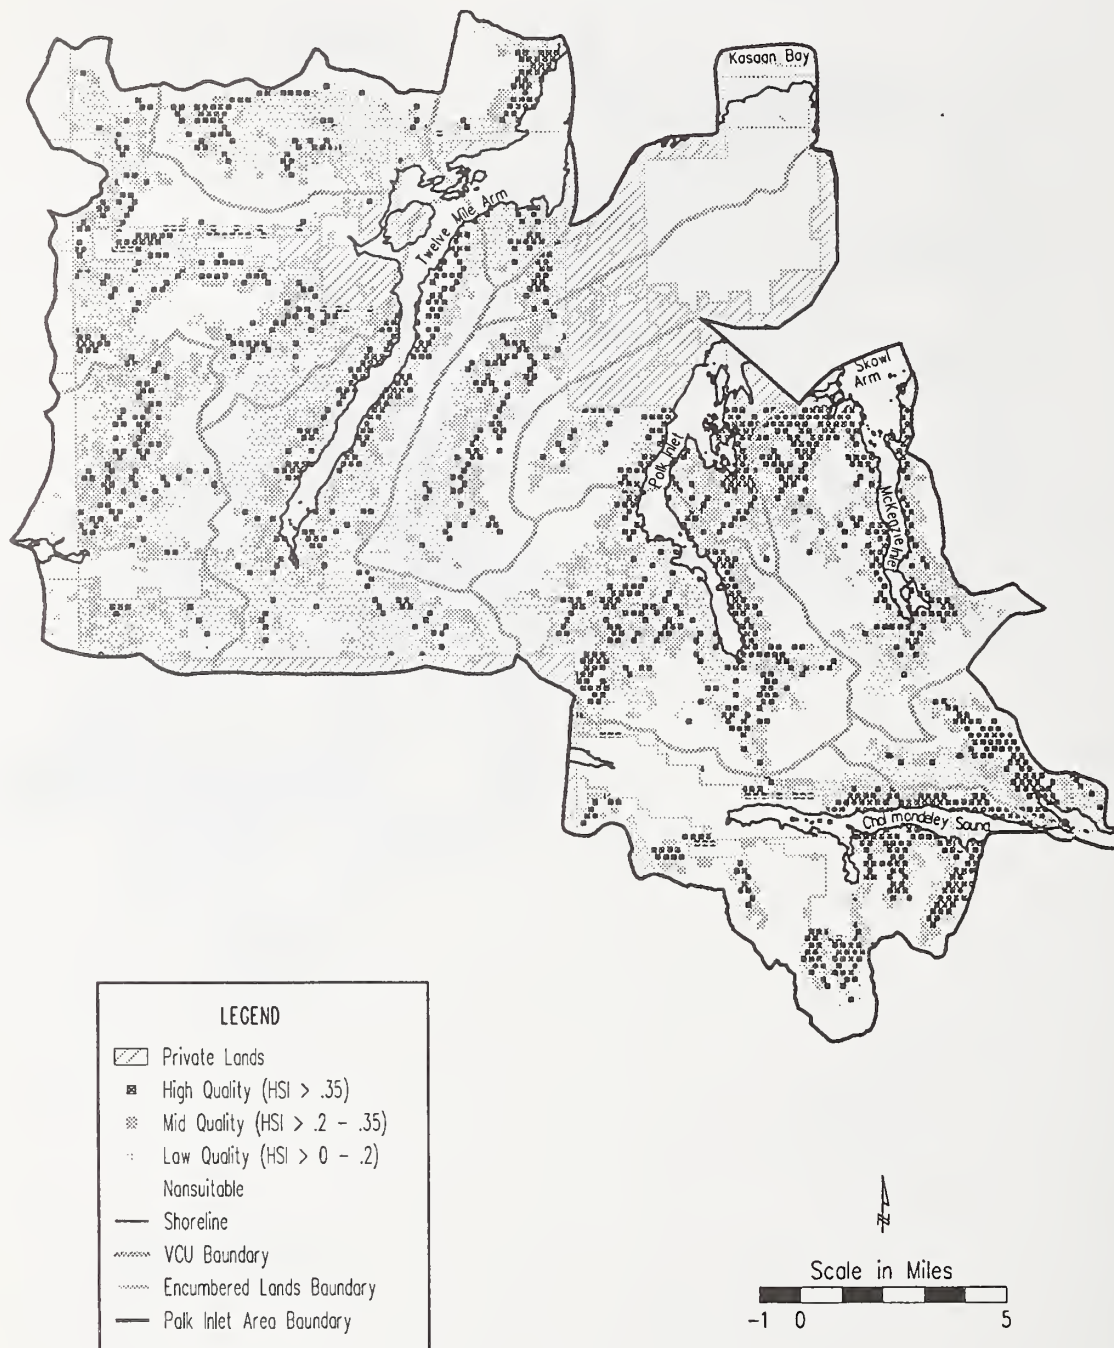 Kasaan Bay
Twelve Mile Arm
Skowl
Arm
Polk Inlet
McKenzie Inlet
Cholmondeley Sound
LEGEND
Private Lands
High Quality (HSI > .35)
Mid Quality (HSI > .2 - .35)
Low Quality (HSI > 0 - .2)
Nonsuitable
Shoreline
VCU Boundary
Encumbered Lands Boundary
Polk Inlet Area Boundary
N
Scale in Miles
-1 0 5